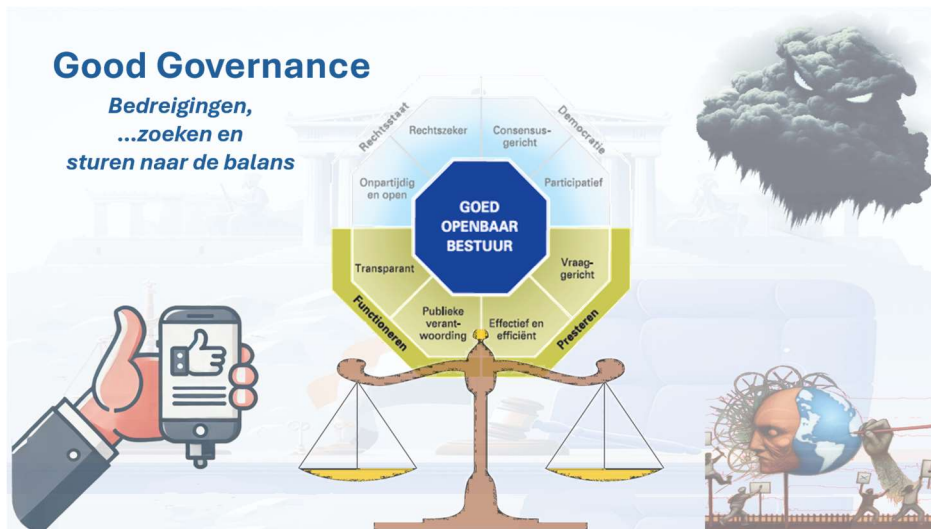 Good Governance
Bedreigingen,
...zoeken en
sturen naar de balans
Rechtsstaat
Rechtszeker
Consensus-
gericht
Democratie
Onpartijdig
en open
Participatief
GOED
OPENBAAR
BESTUUR
Transparant
Vraag-
gericht
Functioneren
Publieke
verant-
woording
Effectief en
efficiënt
Presteren